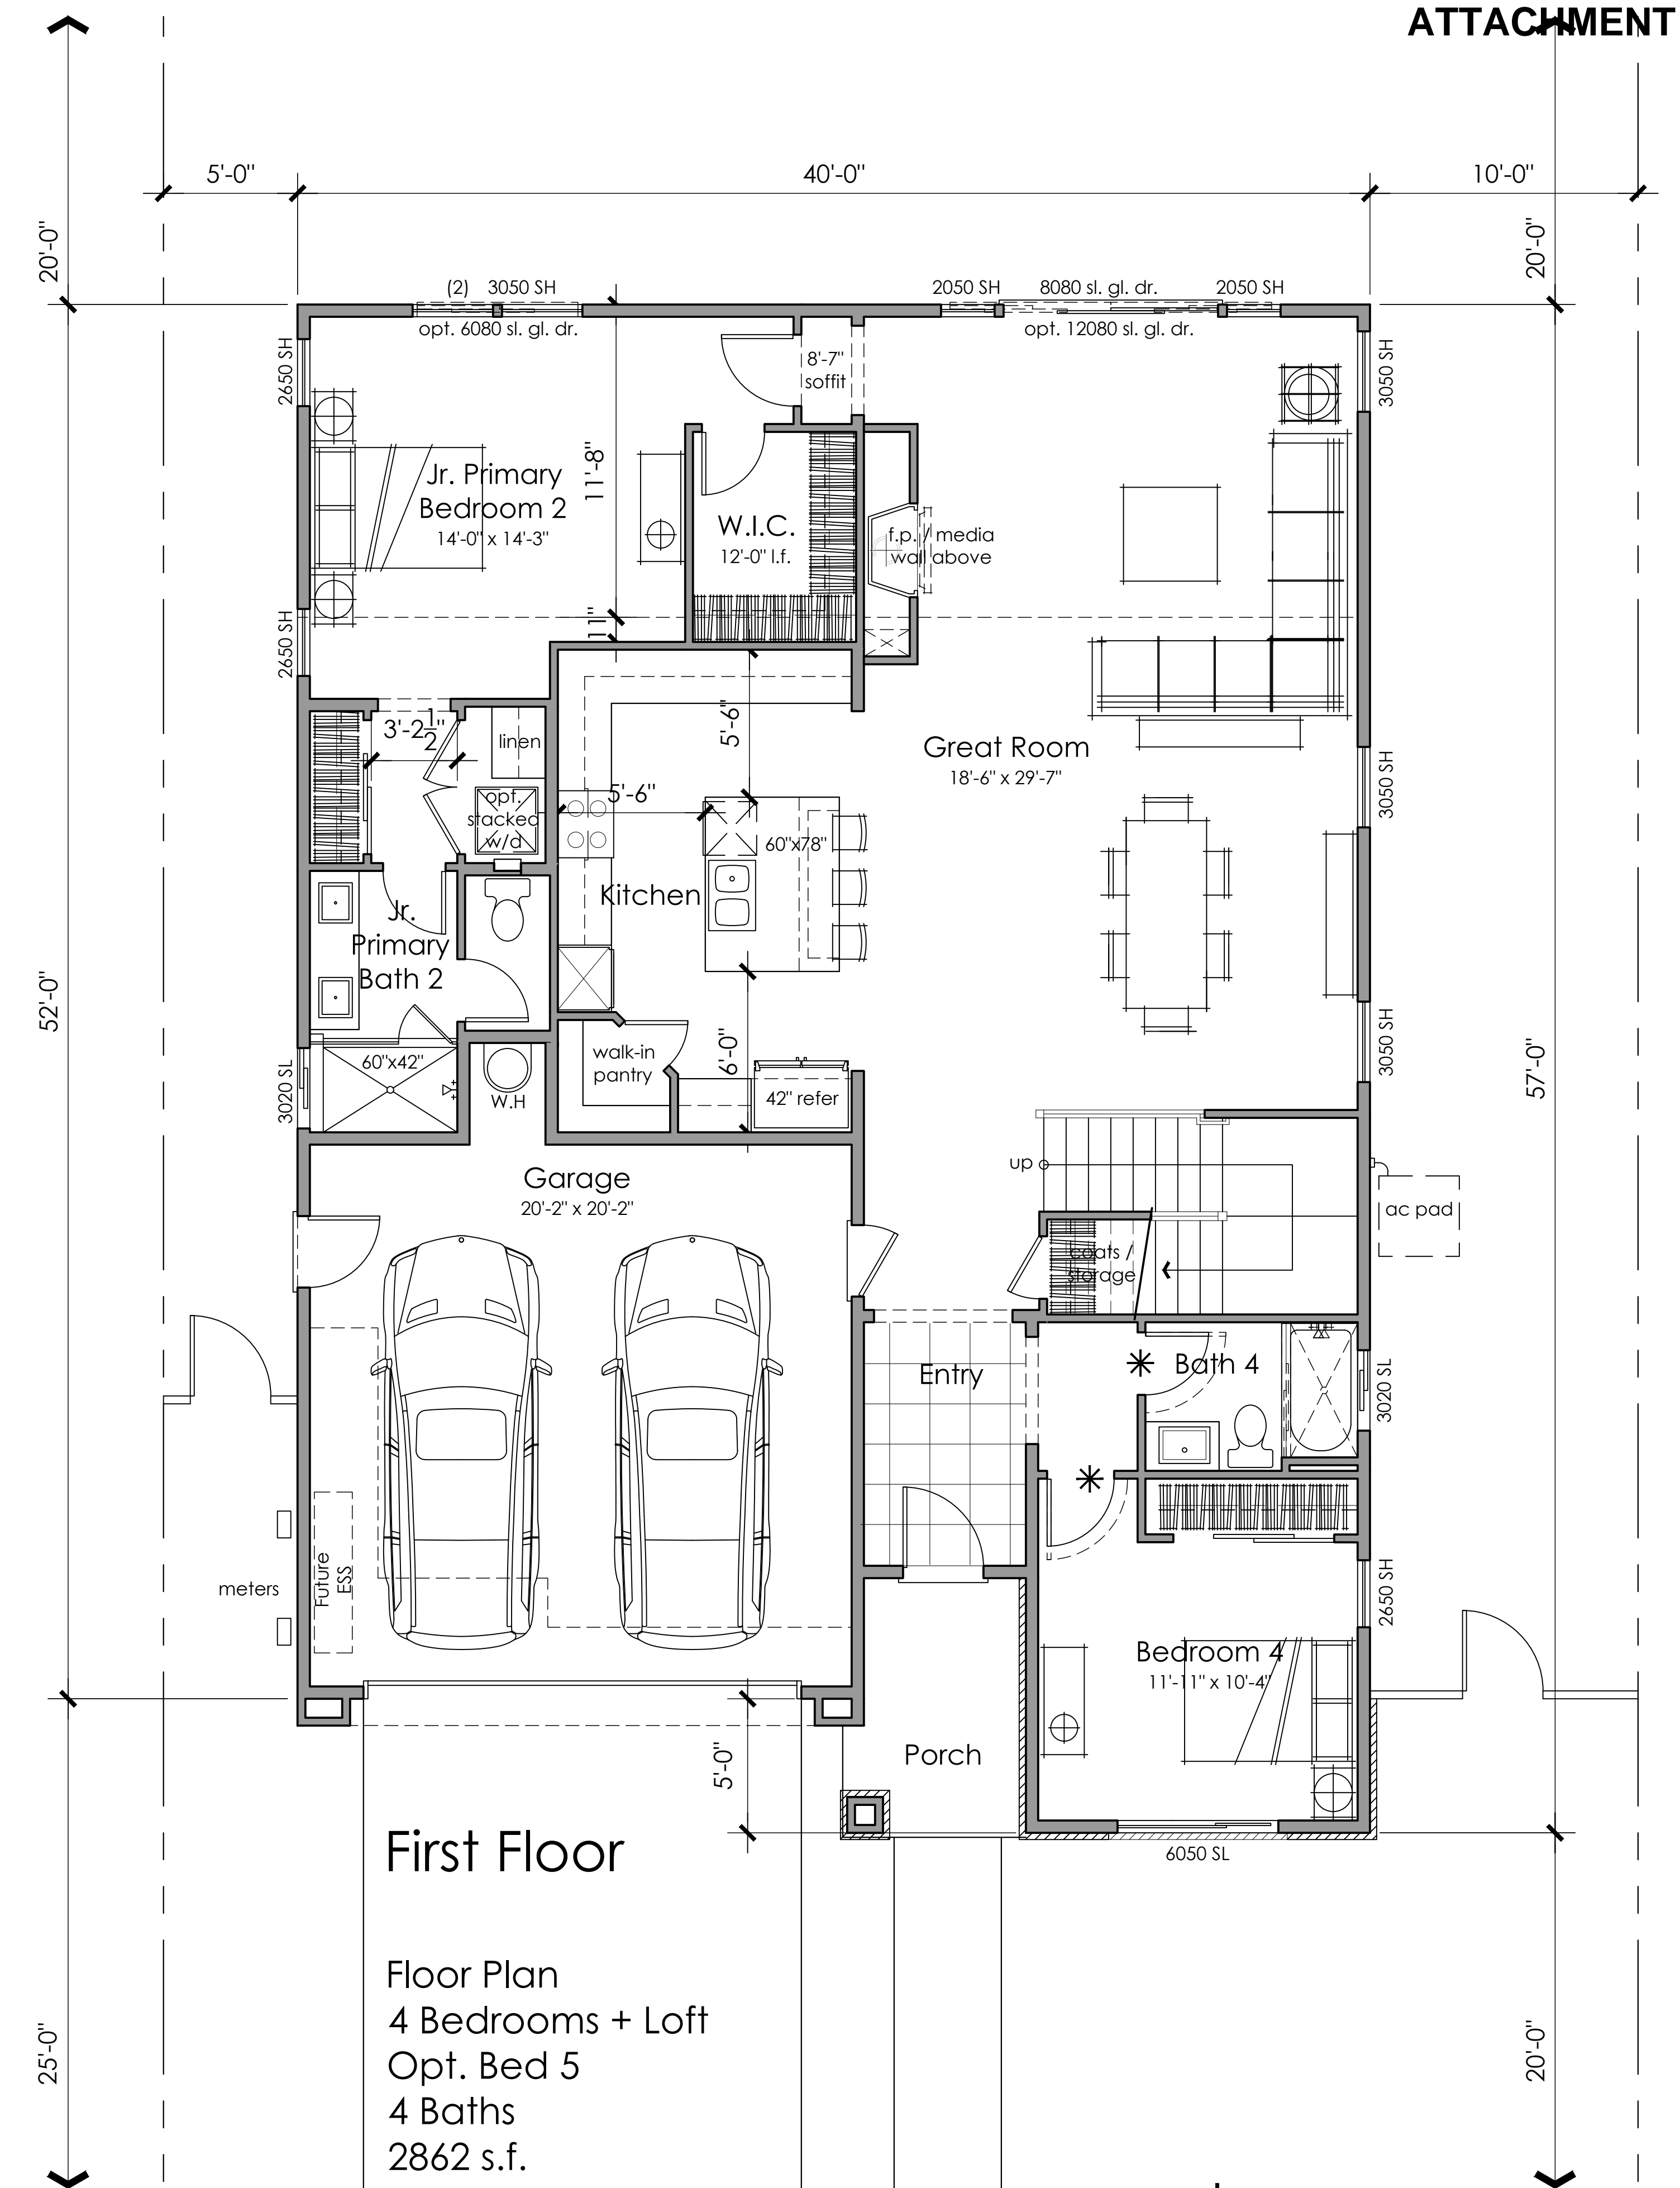 ATTACHMENT
5'-0"
40'-0"
10'-0"
20'-0"
20'-0"
(2) 3050 SH
2050 SH
8080 sl. gl. dr.
2050 SH
opt. 6080 sl. gl. dr.
opt. 12080 sl. gl. dr.
2650 SH
8'-7"
soffit
3050 SH
Jr. Primary
Bedroom 2
14'-0" x 14'-3"
11'-8"
W.I.C.
12'-0" l.f.
f.p. / media
wall above
11"
2650 SH
3'-2 1/2"
linen
5'-6"
Great Room
18'-6" x 29'-7"
3050 SH
opt.
stacked
w/d
5'-6"
60"x78"
Kitchen
Jr.
Primary
Bath 2
52'-0"
57'-0"
3050 SH
60"x42"
3020 SL
W.H
walk-in
pantry
6'-0"
42" refer
up
Garage
20'-2" x 20'-2"
ac pad
coats /
storage
Entry
Bath 4
3020 SL
meters
Future
ESS
2650 SH
Bedroom 4
11'-11" x 10'-4"
Porch
5'-0"
6050 SL
First Floor
Floor Plan
4 Bedrooms + Loft
Opt. Bed 5
4 Baths
2862 s.f.
25'-0"
20'-0"